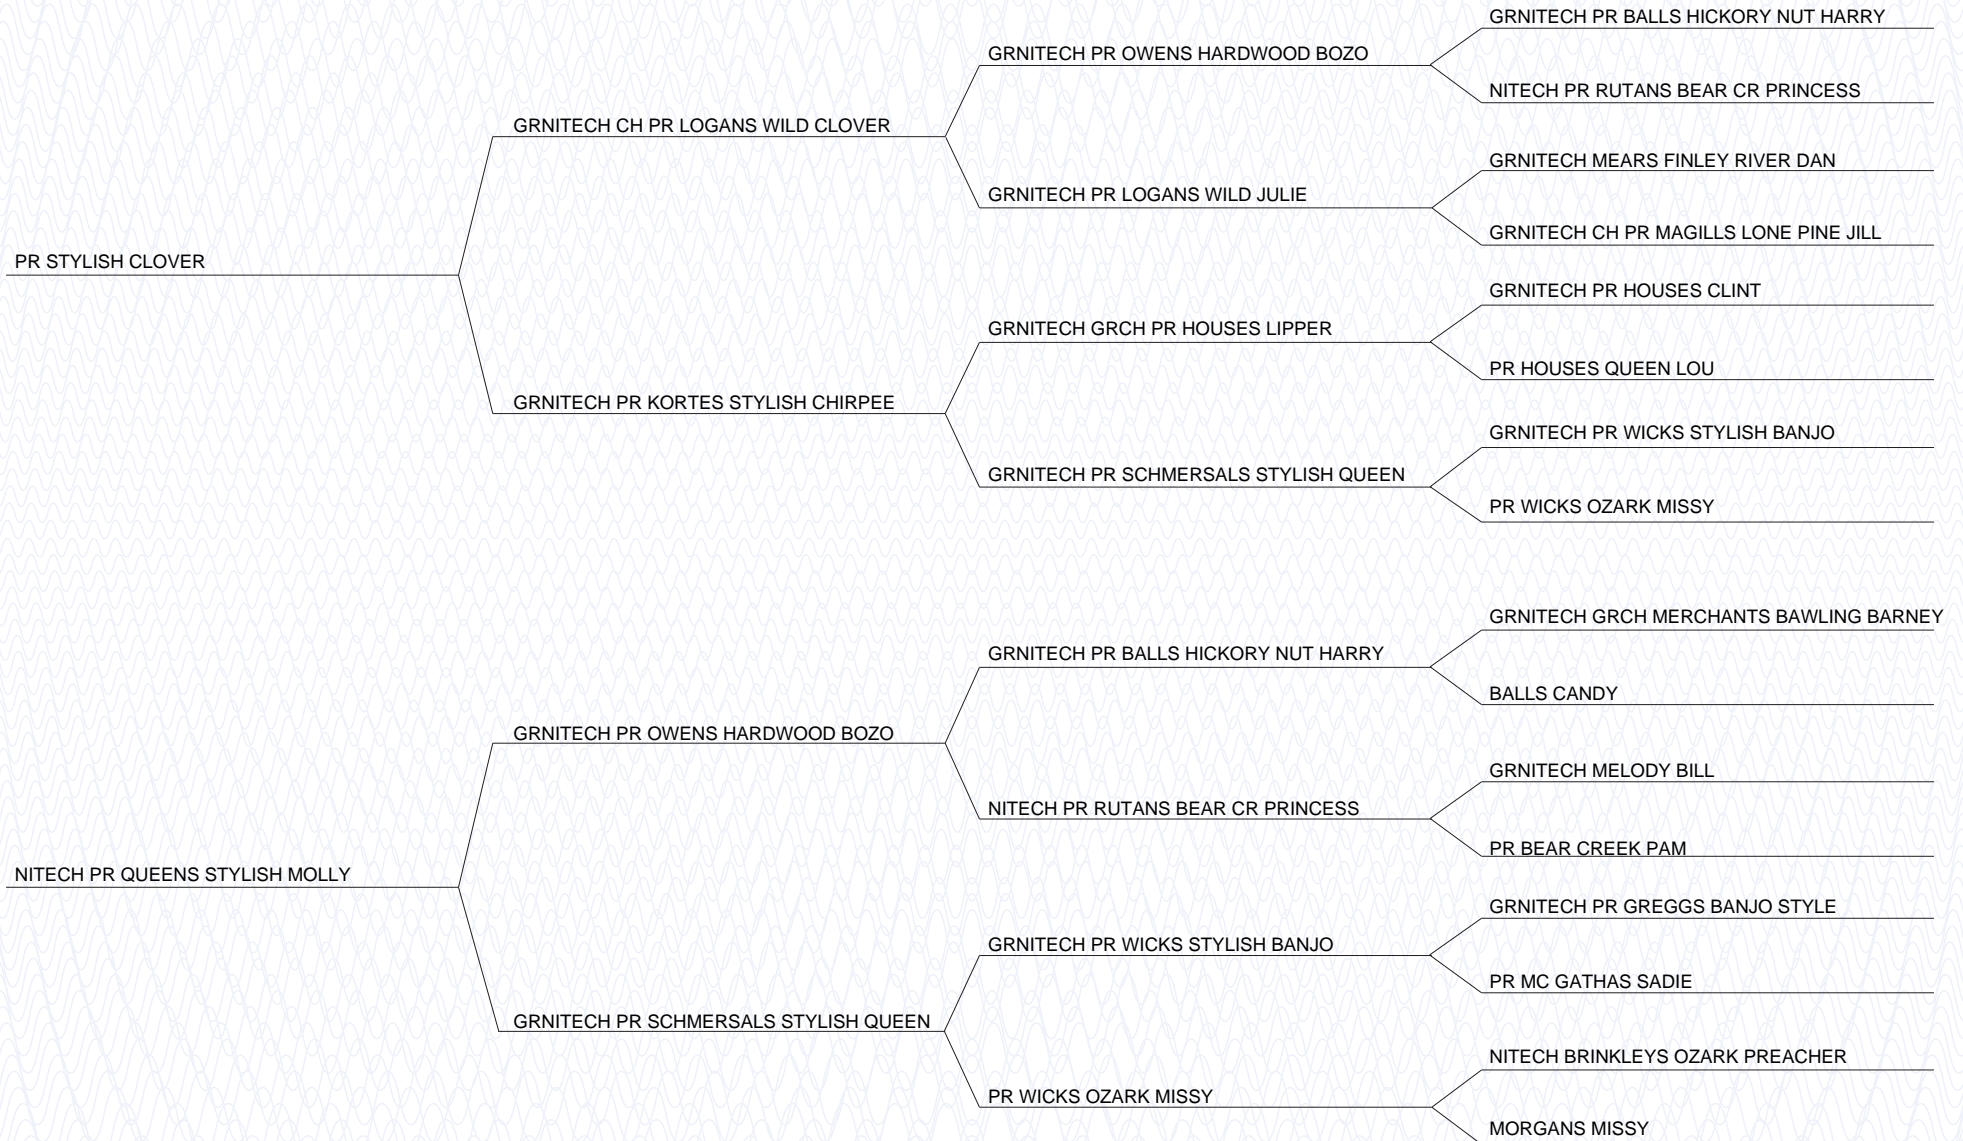 GRNITECH PR BALLS HICKORY NUT HARRY
GRNITECH PR OWENS HARDWOOD BOZO
NITECH PR RUTANS BEAR CR PRINCESS
GRNITECH CH PR LOGANS WILD CLOVER
GRNITECH MEARS FINLEY RIVER DAN
GRNITECH PR LOGANS WILD JULIE
GRNITECH CH PR MAGILLS LONE PINE JILL
PR STYLISH CLOVER
GRNITECH PR HOUSES CLINT
GRNITECH GRCH PR HOUSES LIPPER
PR HOUSES QUEEN LOU
GRNITECH PR KORTES STYLISH CHIRPEE
GRNITECH PR WICKS STYLISH BANJO
GRNITECH PR SCHMERSALS STYLISH QUEEN
PR WICKS OZARK MISSY
GRNITECH GRCH MERCHANTS BAWLING BARNEY
GRNITECH PR BALLS HICKORY NUT HARRY
BALLS CANDY
GRNITECH PR OWENS HARDWOOD BOZO
GRNITECH MELODY BILL
NITECH PR RUTANS BEAR CR PRINCESS
PR BEAR CREEK PAM
NITECH PR QUEENS STYLISH MOLLY
GRNITECH PR GREGGS BANJO STYLE
GRNITECH PR WICKS STYLISH BANJO
PR MC GATHAS SADIE
GRNITECH PR SCHMERSALS STYLISH QUEEN
NITECH BRINKLEYS OZARK PREACHER
PR WICKS OZARK MISSY
MORGANS MISSY